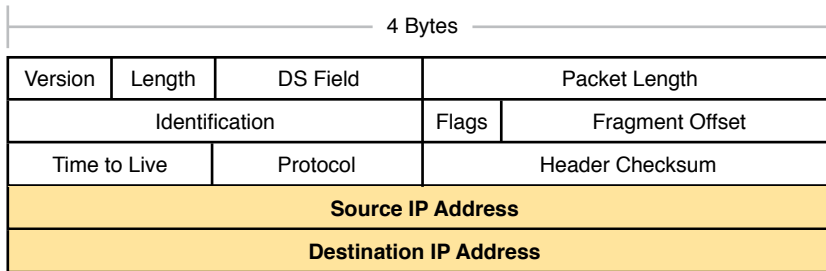 4 Bytes
Version Length DS Field Packet Length
Identification Flags Fragment Offset
Time to Live Protocol Header Checksum
Source IP Address
Destination IP Address